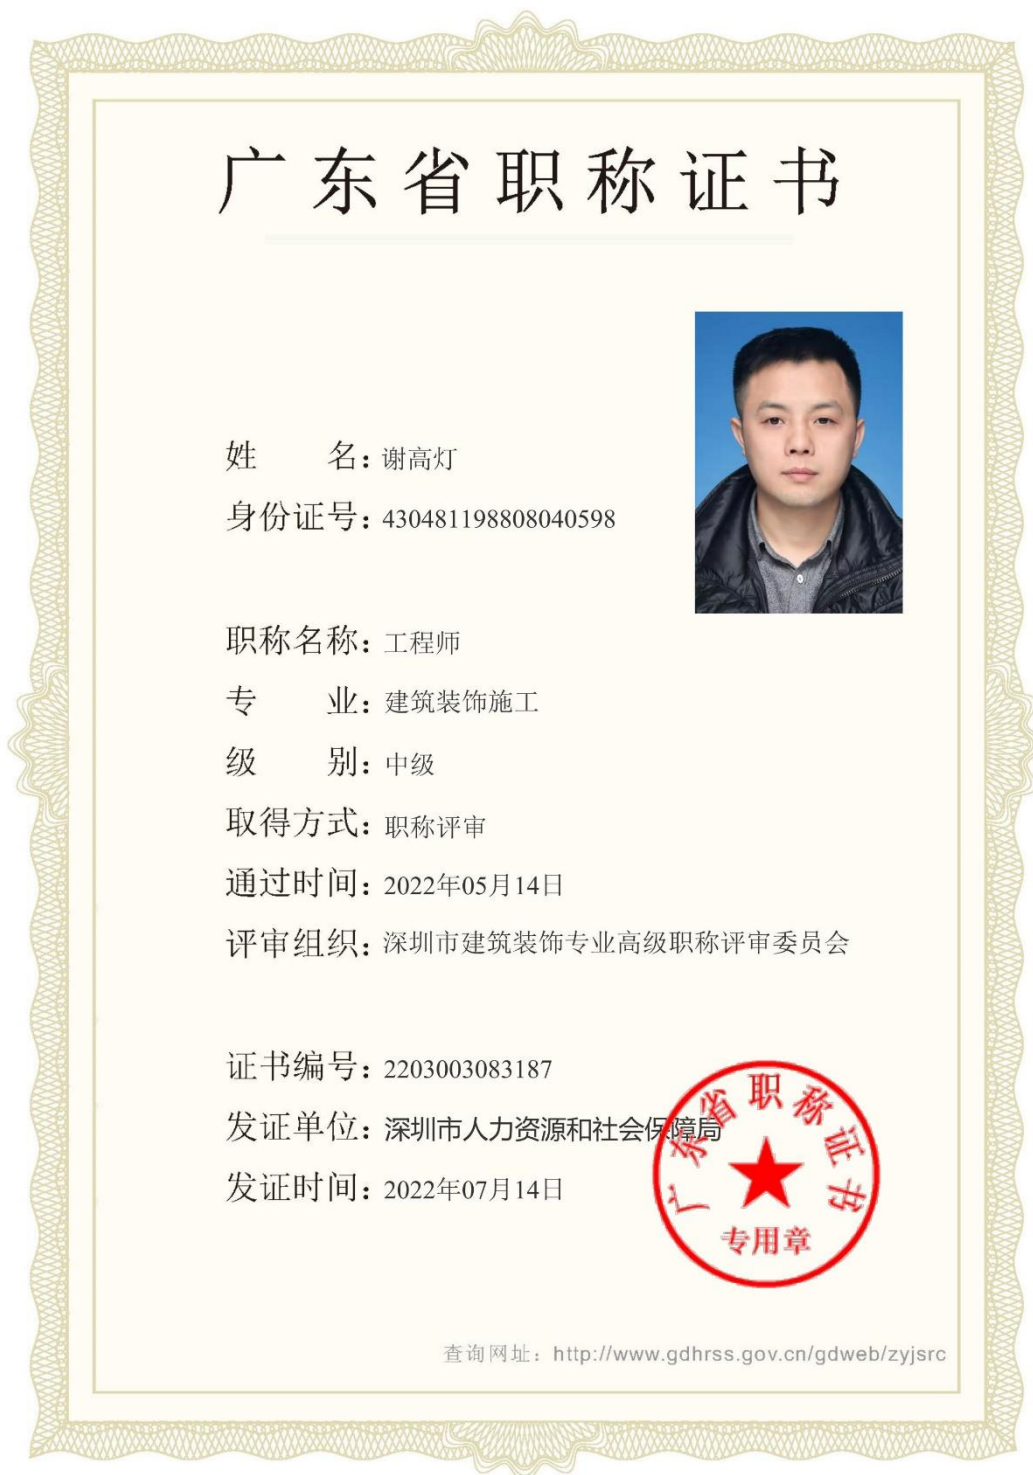 广东省职称证书
姓 名：谢高灯
身份证号：430481198808040598
职称名称：工程师
专 业：建筑装饰施工
级 别：中级
取得方式：职称评审
通过时间：2022年05月14日
评审组织：深圳市建筑装饰专业高级职称评审委员会
证书编号：2203003083187
发证单位：深圳市人力资源和社会保障局
发证时间：2022年07月14日
广东省职称证书
专用章
查询网址：http://www.gdhrss.gov.cn/gdweb/zyjsrc